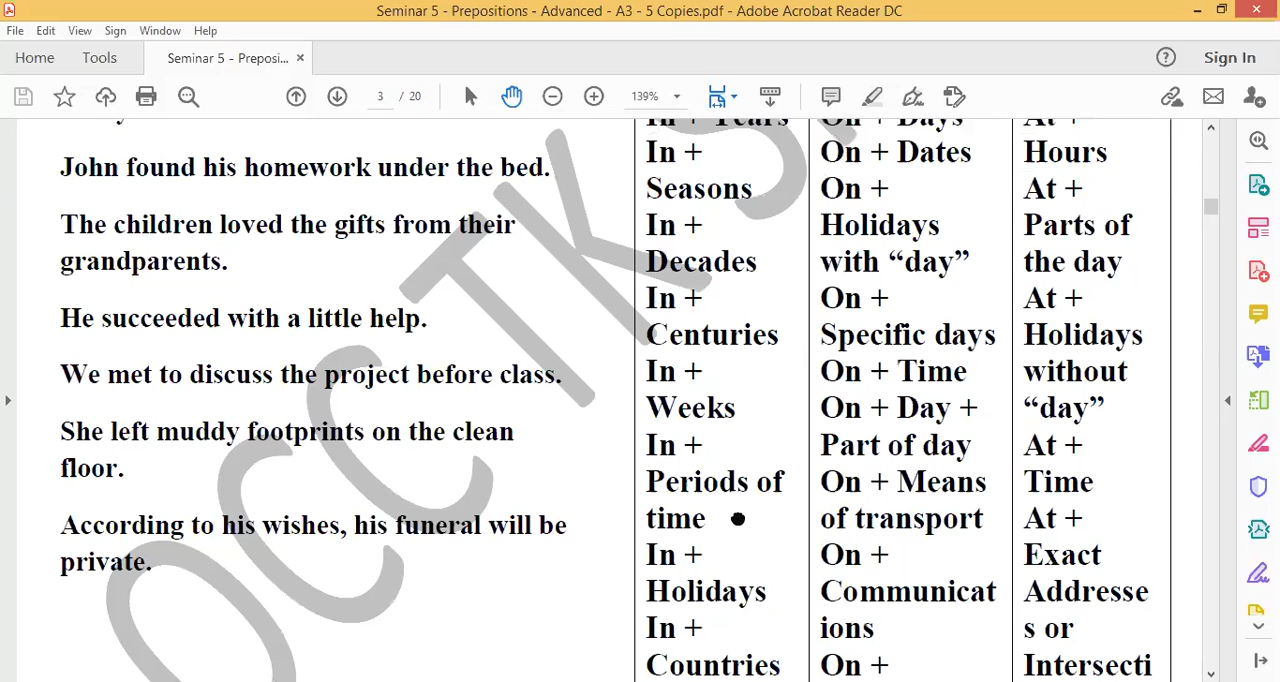 Seminar 5 - Prepositions - Advanced - A3 - 5 Copies.pdf - Adobe Acrobat Reader DC
File Edit View Sign Window Help
Home Tools Seminar 5 - Preposi... × Sign In
3 / 20 139%
John found his homework under the bed.
The children loved the gifts from their
grandparents.
He succeeded with a little help.
We met to discuss the project before class.
She left muddy footprints on the clean
floor.
According to his wishes, his funeral will be
private.
In + Years
In +
Seasons
In +
Decades
In +
Centuries
In +
Weeks
In +
Periods of
time
In +
Holidays
In +
Countries
On + Days
On + Dates
On +
Holidays
with “day”
On +
Specific days
On + Time
On + Day +
Part of day
On + Means
of transport
On +
Communicat
ions
On +
At +
Hours
At +
Parts of
the day
At +
Holidays
without
“day”
At +
Time
At +
Exact
Addresse
s or
Intersecti
OCCTKS